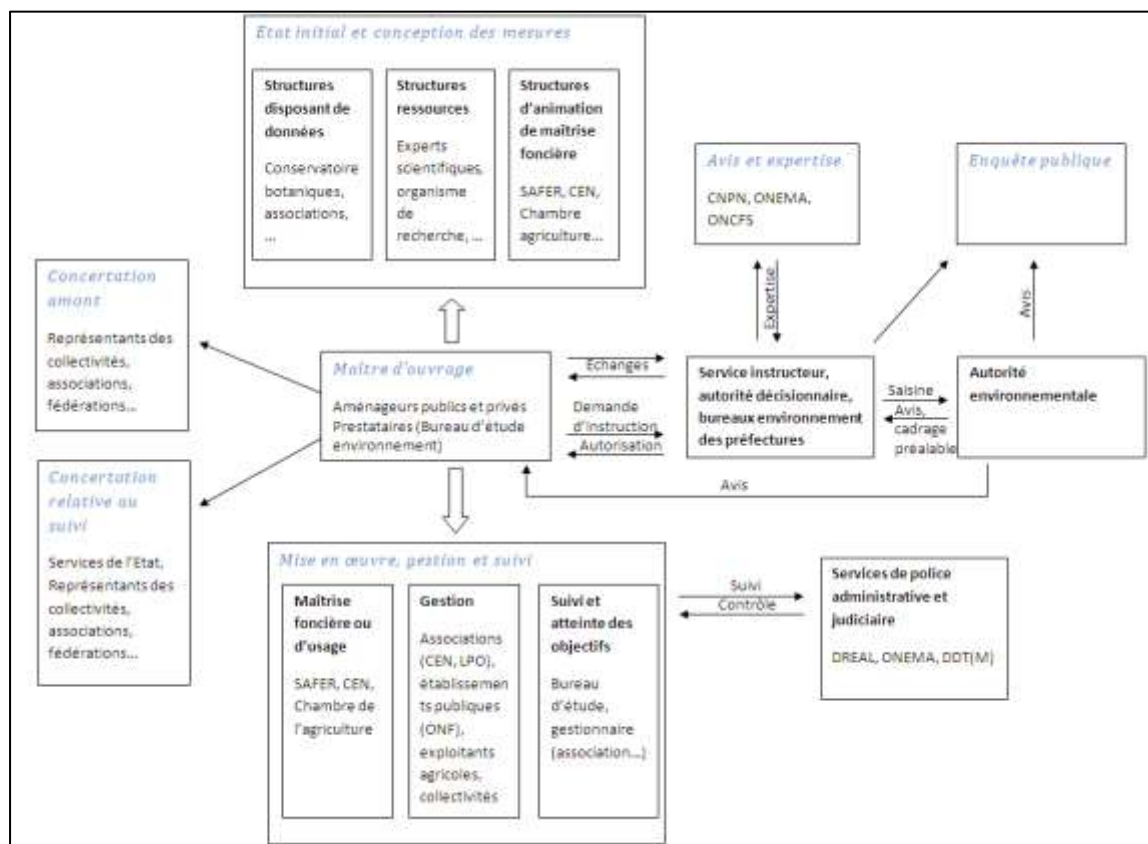 Etat initial et conception des mesures
Structures
disposant de
données
Conservatoire
botaniques,
associations,
...
Structures
ressources
Experts
scientifiques,
organisme
de
recherche, ...
Structures
d'animation
de maîtrise
foncière
SAFER, CEN,
Chambre
agriculture...
Avis et expertise
CNPN, ONEMA,
ONCFS
Enquête publique
Concertation
amont
Représentants des
collectivités,
associations,
fédérations...
Expertise
Avis
Maître d'ouvrage
Aménageurs publics et privés
Prestataires (Bureau d'étude
environnement)
Echanges
Demande
d'instruction
Autorisation
Service instructeur,
autorité décisionnaire,
bureaux environnement
des préfectures
Saisine
Avis,
cadrage
préalable
Autorité
environnementale
Avis
Concertation
relative au
suivi
Services de l'Etat,
Représentants des
collectivités,
associations,
fédérations...
Mise en œuvre, gestion et suivi
Maîtrise
foncière ou
d'usage
SAFER, CEN,
Chambre de
l'agriculture
Gestion
Associations
(CEN, LPO),
établissemen
ts publiques
(ONF),
exploitants
agricoles,
collectivités
Suivi et
atteinte des
objectifs
Bureau
d'étude,
gestionnaire
(association...)
Suivi
Contrôle
Services de police
administrative et
judiciaire
DREAL, ONEMA, DDT(M)